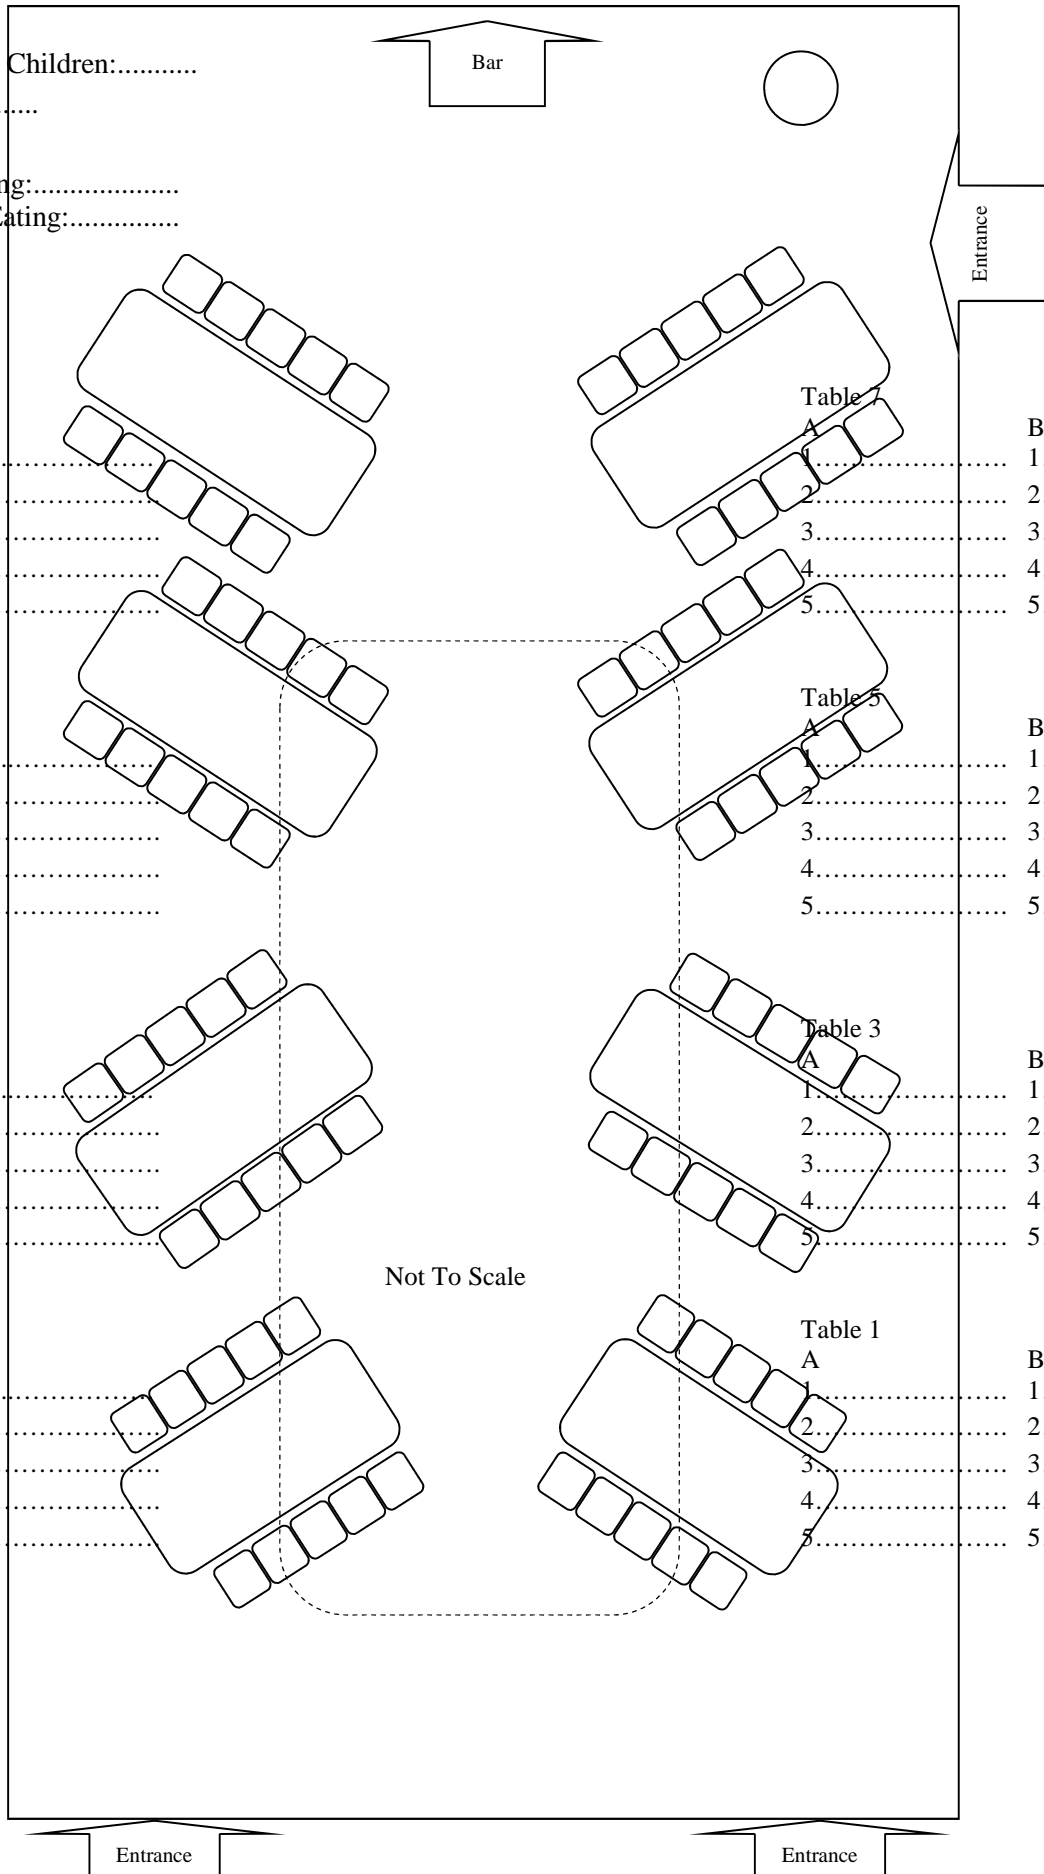 Bar
Children:...........
......
ng:....................
Eating:...............
Entrance
Table 7
A B
1........................... 1.
2........................... 2
3........................... 3.
4........................... 4.
5........................... 5
Table 5
A B
1........................... 1.
2........................... 2.
3........................... 3.
4........................... 4
5........................... 5.
Table 3
A B
1........................... 1.
2........................... 2.
3........................... 3
4........................... 4.
5........................... 5
Not To Scale
Table 1
A B
1........................... 1.
2........................... 2.
3........................... 3.
4........................... 4
5........................... 5.
Entrance Entrance